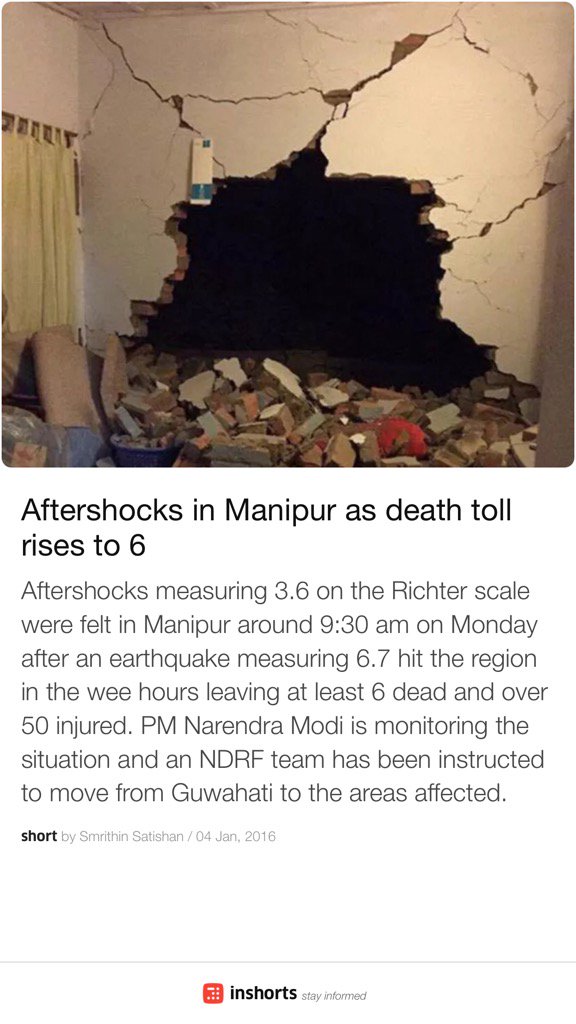 Aftershocks in Manipur as death toll
rises to 6
Aftershocks measuring 3.6 on the Richter scale
were felt in Manipur around 9:30 am on Monday
after an earthquake measuring 6.7 hit the region
in the wee hours leaving at least 6 dead and over
50 injured. PM Narendra Modi is monitoring the
situation and an NDRF team has been instructed
to move from Guwahati to the areas affected.
short by Smrithin Satishan / 04 Jan, 2016
inshorts stay informed